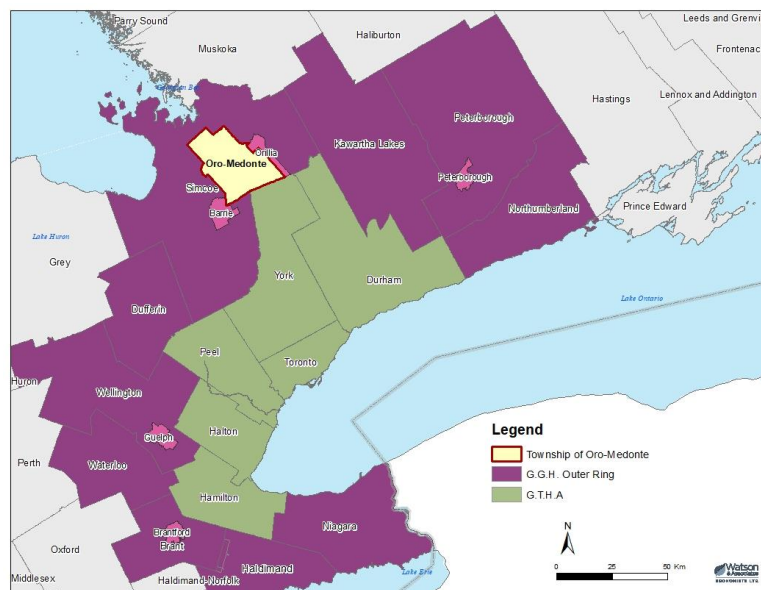 Parry Sound
Muskoka
Haliburton
Leeds and Grenvi
Frontenac
Hastings
Lennox and Addington
Peterborough
Kawartha Lakes
Orillia
Oro-Medonte
Peterborough
Simcoe
Barrie
Northumberland
Prince Edward
Lake Huron
Grey
York
Durham
Dufferin
Lake Ontario
Peel
Toronto
Huron
Wellington
Guelph
Halton
Perth
Waterloo
Hamilton
Niagara
Brantford
Brant
Oxford
Haldimand
Middlesex
Haldimand-Norfolk
Lake Erie
Legend
Township of Oro-Medonte
G.G.H. Outer Ring
G.T.H.A
N
0 25 50 Km
Watson
& Associates
ECONOMISTS LTD.